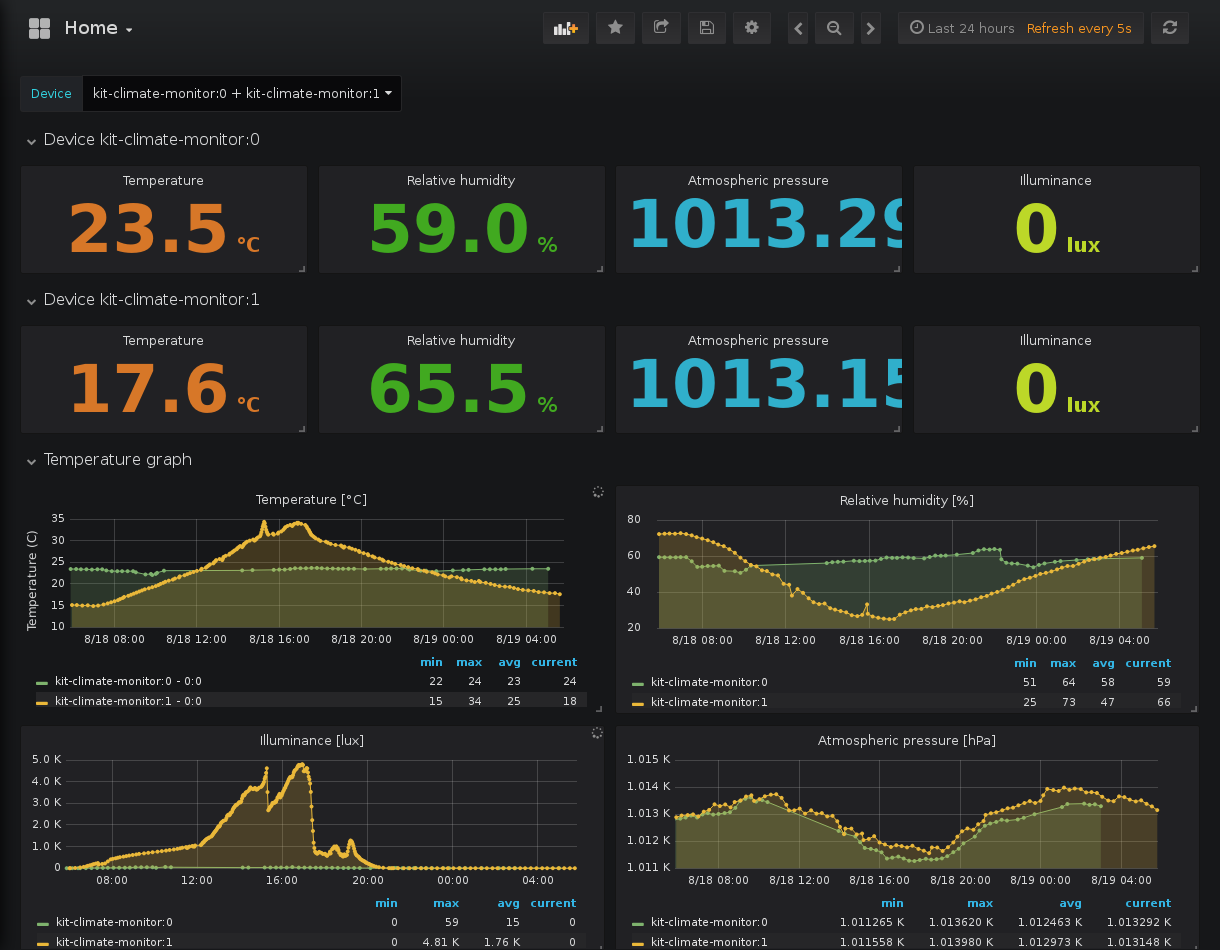 Home
Last 24 hours Refresh every 5s
Device kit-climate-monitor:0 + kit-climate-monitor:1
Device kit-climate-monitor:0
Temperature
23.5 °C
Relative humidity
59.0 %
Atmospheric pressure
1013.29
Illuminance
0 lux
Device kit-climate-monitor:1
Temperature
17.6 °C
Relative humidity
65.5 %
Atmospheric pressure
1013.15
Illuminance
0 lux
Temperature graph
Temperature [°C]
Temperature (C)
35
30
25
20
15
10
8/18 08:00 8/18 12:00 8/18 16:00 8/18 20:00 8/19 00:00 8/19 04:00
min max avg current
kit-climate-monitor:0 - 0:0 22 24 23 24
kit-climate-monitor:1 - 0:0 15 34 25 18
Relative humidity [%]
80
60
40
20
8/18 08:00 8/18 12:00 8/18 16:00 8/18 20:00 8/19 00:00 8/19 04:00
min max avg current
kit-climate-monitor:0 51 64 58 59
kit-climate-monitor:1 25 73 47 66
Illuminance [lux]
5.0 K
4.0 K
3.0 K
2.0 K
1.0 K
0
08:00 12:00 16:00 20:00 00:00 04:00
min max avg current
kit-climate-monitor:0 0 59 15 0
kit-climate-monitor:1 0 4.81 K 1.76 K 0
Atmospheric pressure [hPa]
1.015 K
1.014 K
1.013 K
1.012 K
1.011 K
8/18 08:00 8/18 12:00 8/18 16:00 8/18 20:00 8/19 00:00 8/19 04:00
min max avg current
kit-climate-monitor:0 1.011265 K 1.013620 K 1.012463 K 1.013292 K
kit-climate-monitor:1 1.011558 K 1.013980 K 1.012973 K 1.013148 K